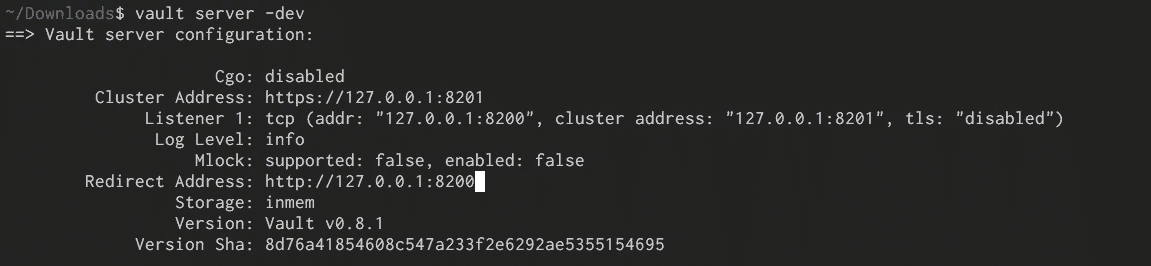 ~/Downloads$ vault server -dev
==> Vault server configuration:
Cgo: disabled
Cluster Address: https://127.0.0.1:8201
Listener 1: tcp (addr: "127.0.0.1:8200", cluster address: "127.0.0.1:8201", tls: "disabled")
Log Level: info
Mlock: supported: false, enabled: false
Redirect Address: http://127.0.0.1:8200
Storage: inmem
Version: Vault v0.8.1
Version Sha: 8d76a41854608c547a233f2e6292ae5355154695